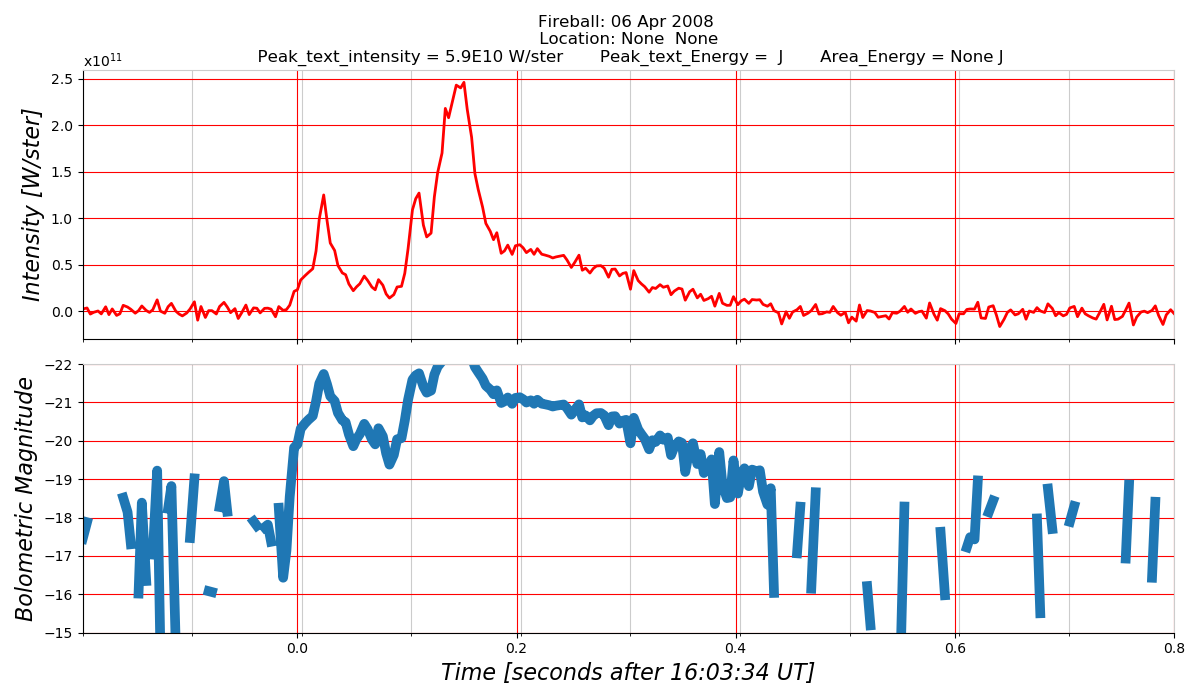 Fireball: 06 Apr 2008
Location: None  None
Peak_text_intensity = 5.9E10 W/ster       Peak_text_Energy =  J       Area_Energy = None J
x10¹¹
2.5
2.0
1.5
1.0
0.5
0.0
Intensity [W/ster]
−22
−21
−20
−19
−18
−17
−16
−15
Bolometric Magnitude
0.0 0.2 0.4 0.6 0.8
Time [seconds after 16:03:34 UT]